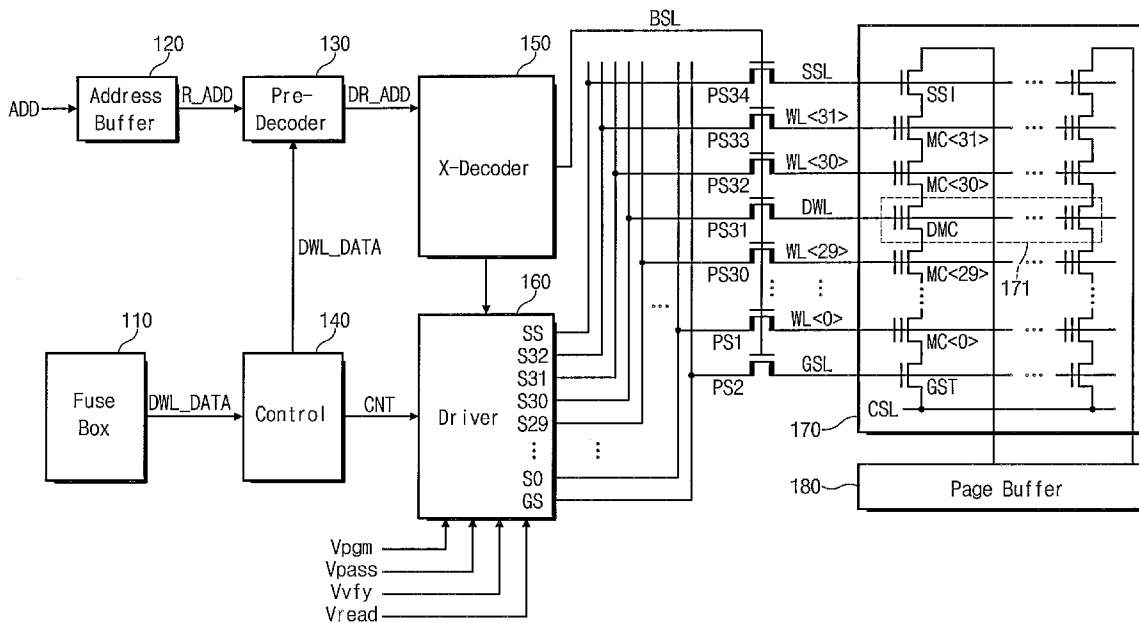 BSL
120
130
150
ADD
Address
Buffer
R_ADD
Pre-
Decoder
DR_ADD
X-Decoder
DWL_DATA
110
Fuse
Box
DWL_DATA
140
Control
CNT
160
Driver
SS
S32
S31
S30
S29
S0
GS
Vpgm
Vpass
Vvfy
Vread
PS34
PS33
PS32
PS31
PS30
PS1
PS2
SSL
WL<31>
WL<30>
DWL
WL<29>
WL<0>
GSL
SSI
MC<31>
MC<30>
DMC
MC<29>
171
MC<0>
GST
CSL
170
180
Page Buffer